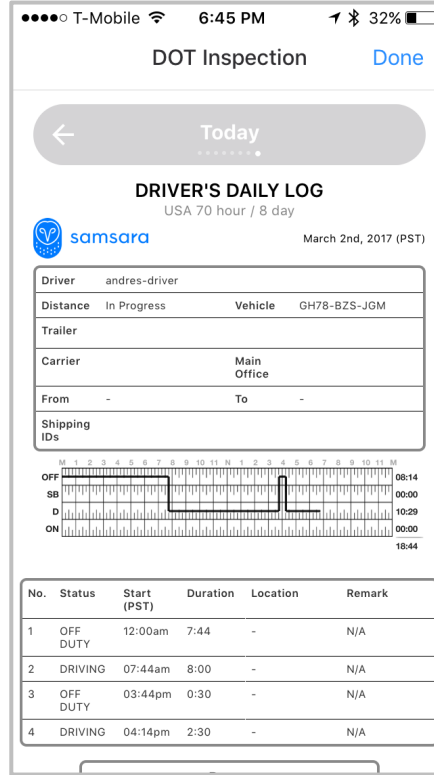 T-Mobile 6:45 PM 32%
DOT Inspection Done
Today
DRIVER'S DAILY LOG
USA 70 hour / 8 day
samsara March 2nd, 2017 (PST)
Driver andres-driver
Distance In Progress Vehicle GH78-BZS-JGM
Trailer
Carrier Main
Office
From - To -
Shipping
IDs
M 1 2 3 4 5 6 7 8 9 10 11 N 1 2 3 4 5 6 7 8 9 10 11 M
OFF 08:14
SB 00:00
D 10:29
ON 00:00
18:44
No. Status Start Duration Location Remark
(PST)
1 OFF 12:00am 7:44 - N/A
DUTY
2 DRIVING 07:44am 8:00 - N/A
3 OFF 03:44pm 0:30 - N/A
DUTY
4 DRIVING 04:14pm 2:30 - N/A